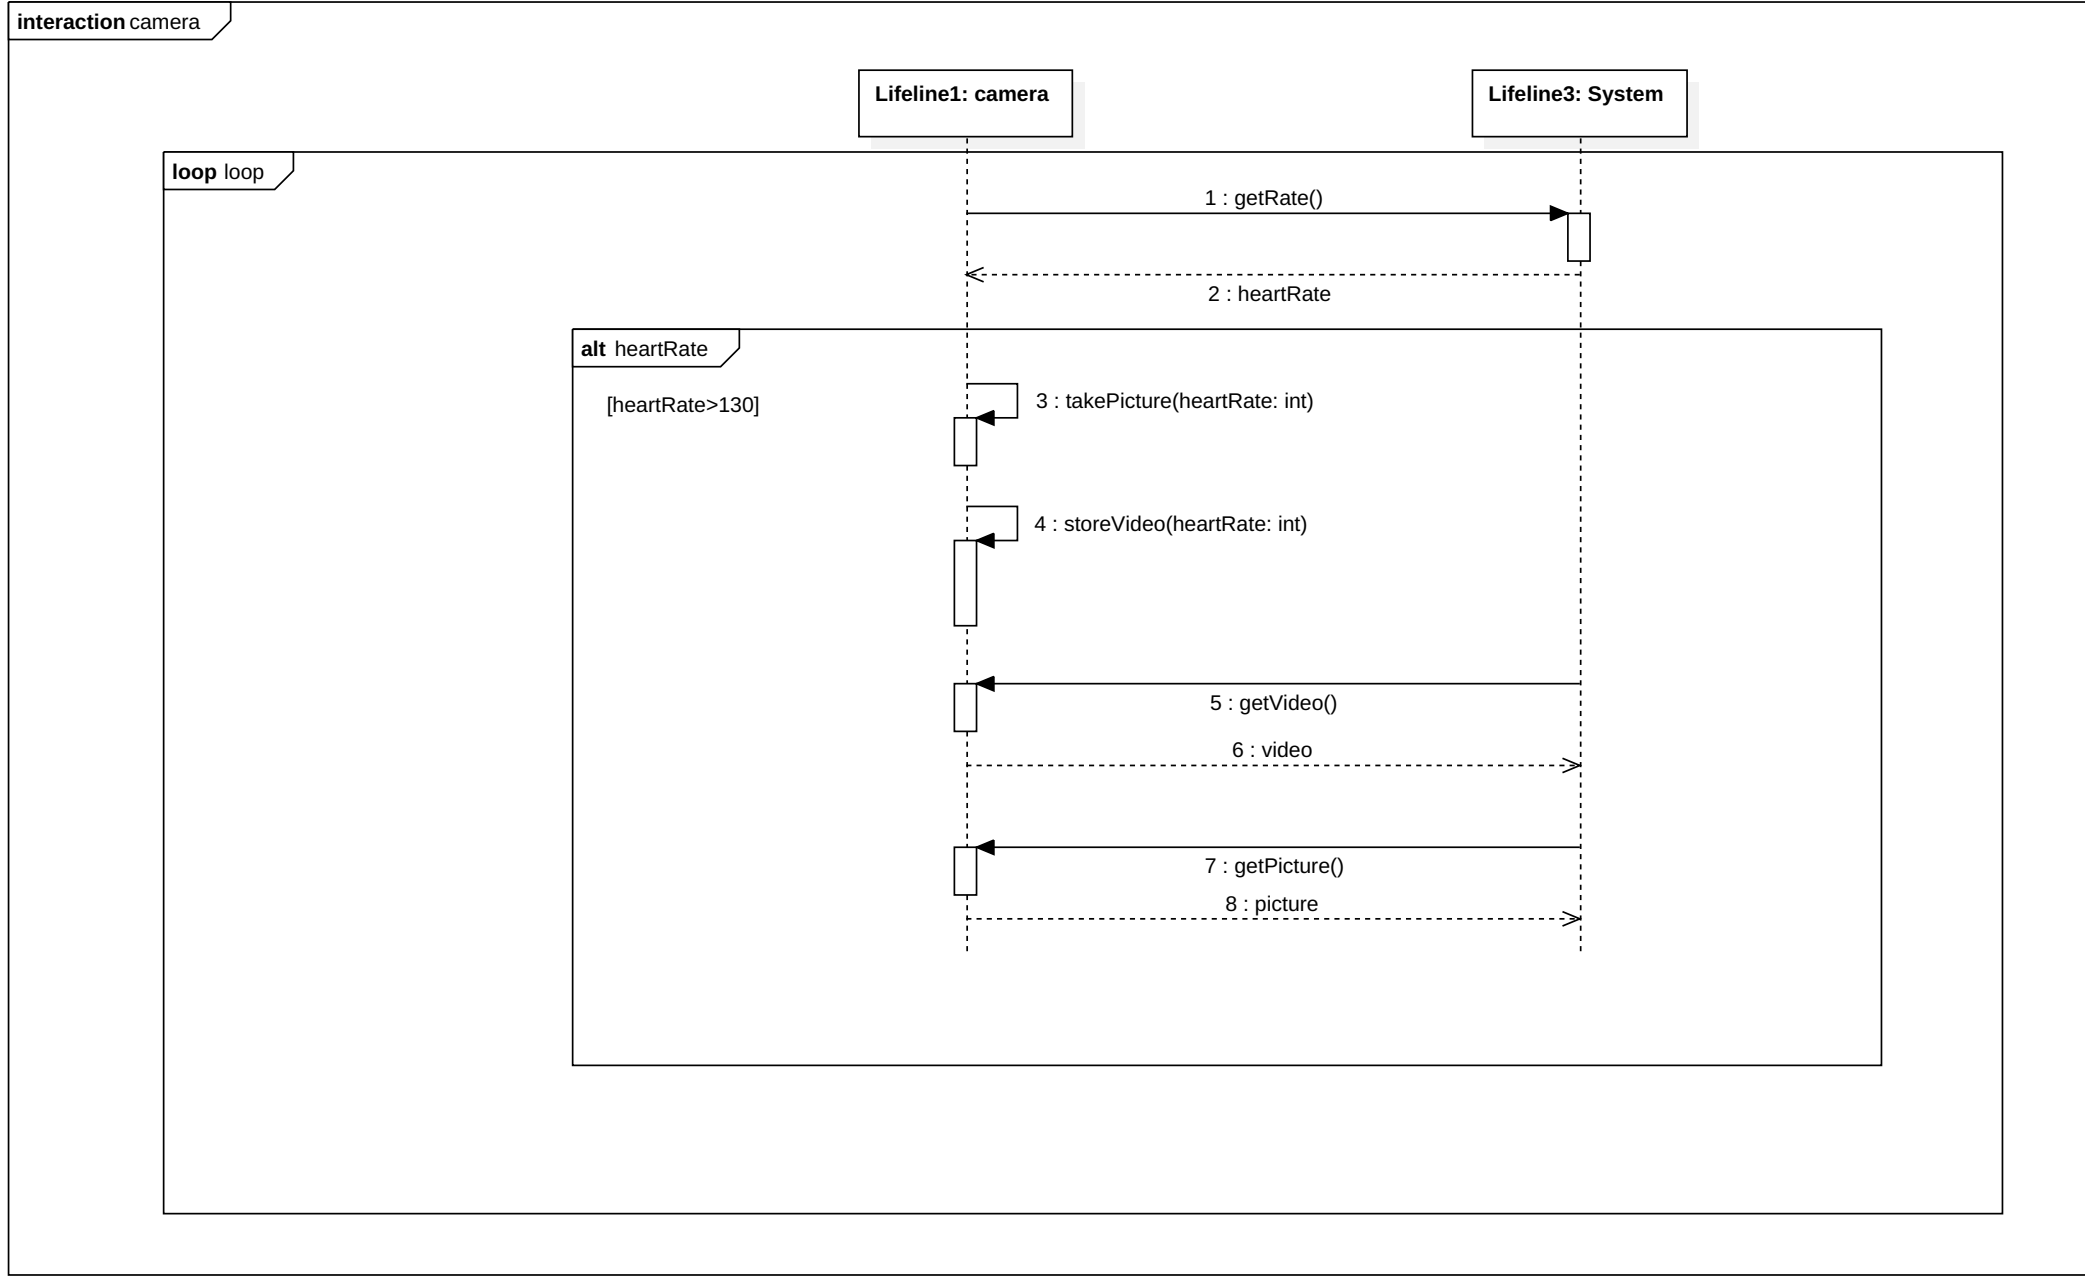 interaction camera
Lifeline1: camera
Lifeline3: System
loop loop
1 : getRate()
2 : heartRate
alt heartRate
[heartRate>130]
3 : takePicture(heartRate: int)
4 : storeVideo(heartRate: int)
5 : getVideo()
6 : video
7 : getPicture()
8 : picture